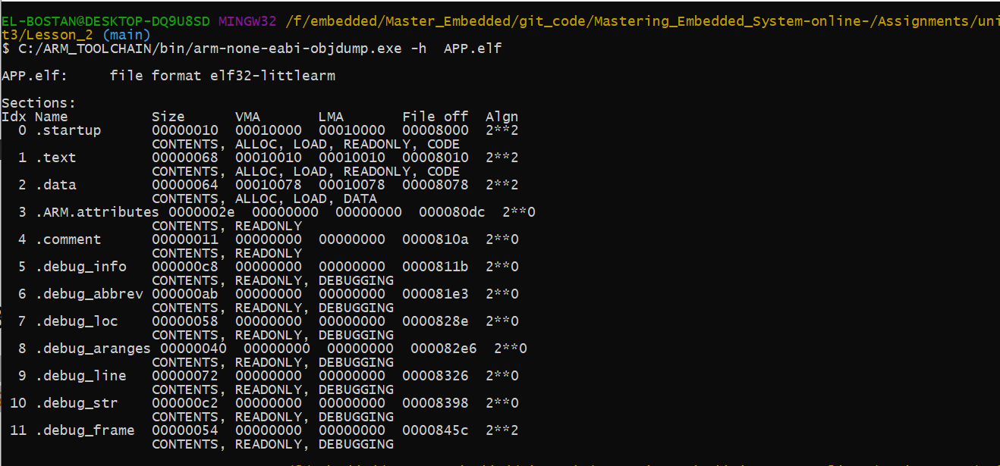 EL-BOSTAN@DESKTOP-DQ9U8SD MINGW32 /f/embedded/Master_Embedded/git_code/Mastering_Embedded_System-online-/Assignments/uni
t3/Lesson_2 (main)
$ C:/ARM_TOOLCHAIN/bin/arm-none-eabi-objdump.exe -h  APP.elf

APP.elf:     file format elf32-littlearm

Sections:
Idx Name          Size      VMA       LMA       File off  Algn
  0 .startup      00000010  00010000  00010000  00008000  2**2
                  CONTENTS, ALLOC, LOAD, READONLY, CODE
  1 .text         00000068  00010010  00010010  00008010  2**2
                  CONTENTS, ALLOC, LOAD, READONLY, CODE
  2 .data         00000064  00010078  00010078  00008078  2**2
                  CONTENTS, ALLOC, LOAD, DATA
  3 .ARM.attributes 0000002e  00000000  00000000  000080dc  2**0
                  CONTENTS, READONLY
  4 .comment      00000011  00000000  00000000  0000810a  2**0
                  CONTENTS, READONLY
  5 .debug_info   000000c8  00000000  00000000  0000811b  2**0
                  CONTENTS, READONLY, DEBUGGING
  6 .debug_abbrev 000000ab  00000000  00000000  000081e3  2**0
                  CONTENTS, READONLY, DEBUGGING
  7 .debug_loc    00000058  00000000  00000000  0000828e  2**0
                  CONTENTS, READONLY, DEBUGGING
  8 .debug_aranges 00000040  00000000  00000000  000082e6  2**0
                  CONTENTS, READONLY, DEBUGGING
  9 .debug_line   00000072  00000000  00000000  00008326  2**0
                  CONTENTS, READONLY, DEBUGGING
 10 .debug_str    000000c2  00000000  00000000  00008398  2**0
                  CONTENTS, READONLY, DEBUGGING
 11 .debug_frame  00000054  00000000  00000000  0000845c  2**2
                  CONTENTS, READONLY, DEBUGGING